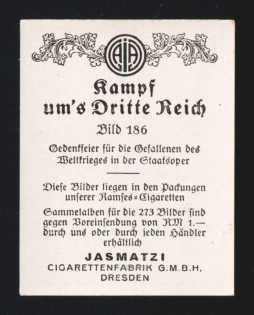 Kampf
um's Dritte Reich
Bild 186
Gedenkfeier für die Gefallenen des
Weltkrieges in der Staatsoper
Diese Bilder liegen in den Packungen
unserer Ramses=Cigaretten
Sammelalben für die 273 Bilder sind
gegen Voreinsendung von RM 1.—
durch uns oder durch jeden Händler
erhältlich
JASMATZI
CIGARETTENFABRIK G.M.B.H,
DRESDEN